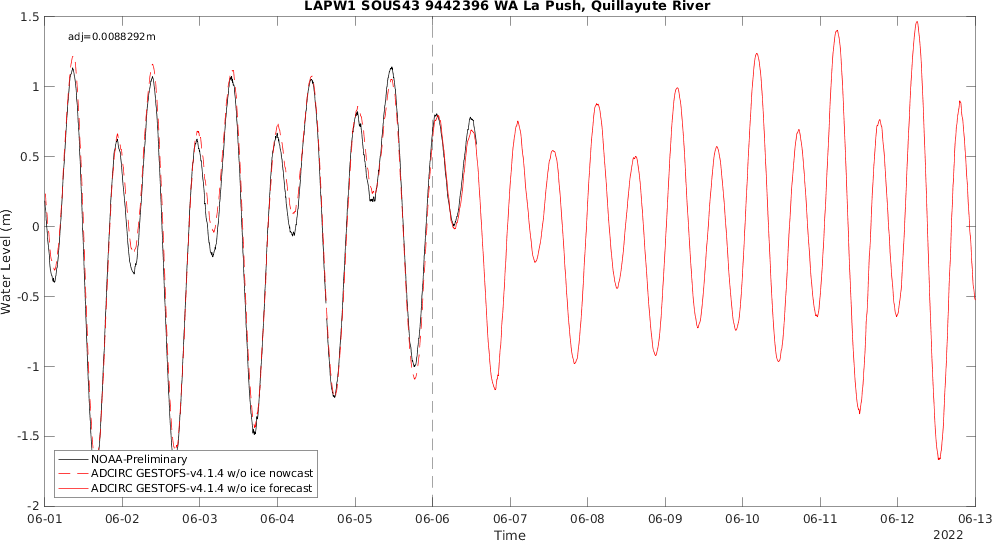 LAPW1 SOUS43 9442396 WA La Push, Quillayute River
adj=0.0088292m
1.5
1
0.5
0
-0.5
-1
-1.5
-2
Water Level (m)
NOAA-Preliminary
ADCIRC GESTOFS-v4.1.4 w/o ice nowcast
ADCIRC GESTOFS-v4.1.4 w/o ice forecast
06-01 06-02 06-03 06-04 06-05 06-06 06-07 06-08 06-09 06-10 06-11 06-12 06-13
Time
2022